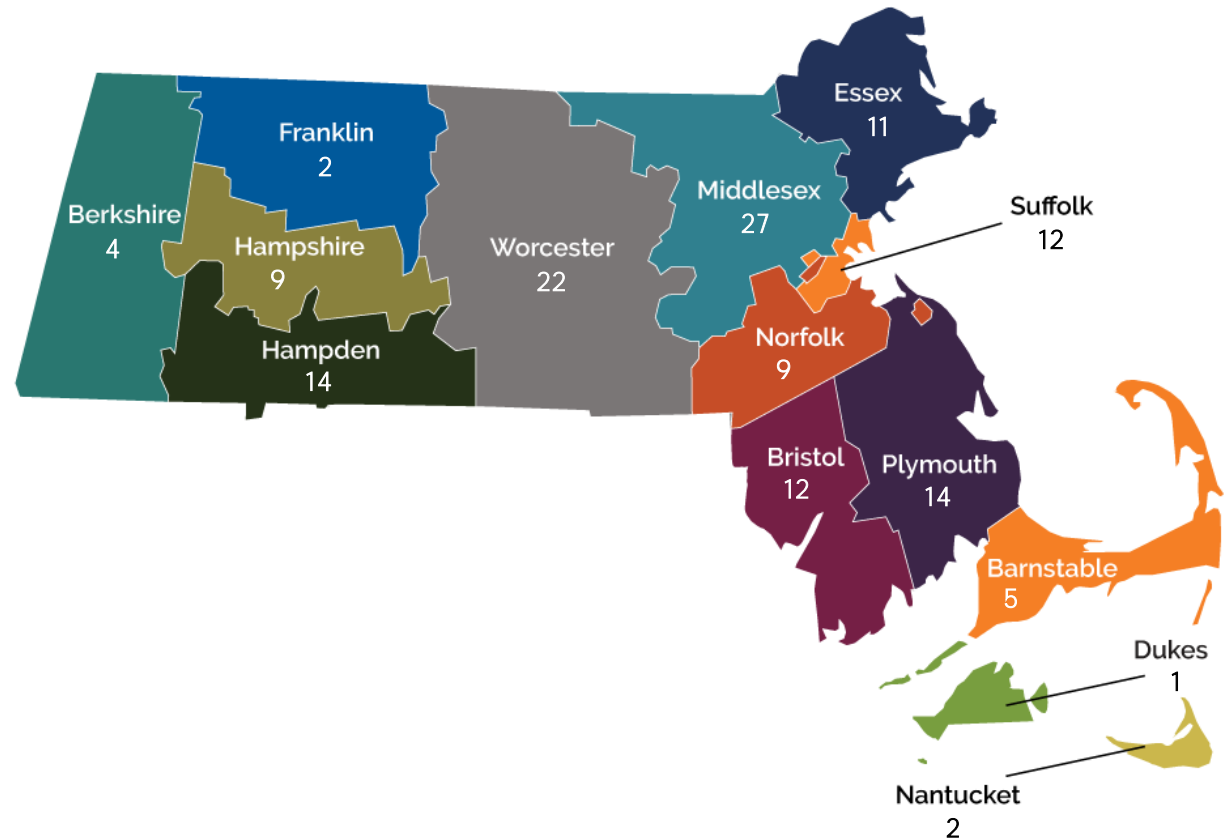 Essex
11
Franklin
2
Middlesex
27
Suffolk
12
Berkshire
4
Hampshire
9
Worcester
22
Norfolk
9
Hampden
14
Bristol
12
Plymouth
14
Barnstable
5
Dukes
1
Nantucket
2